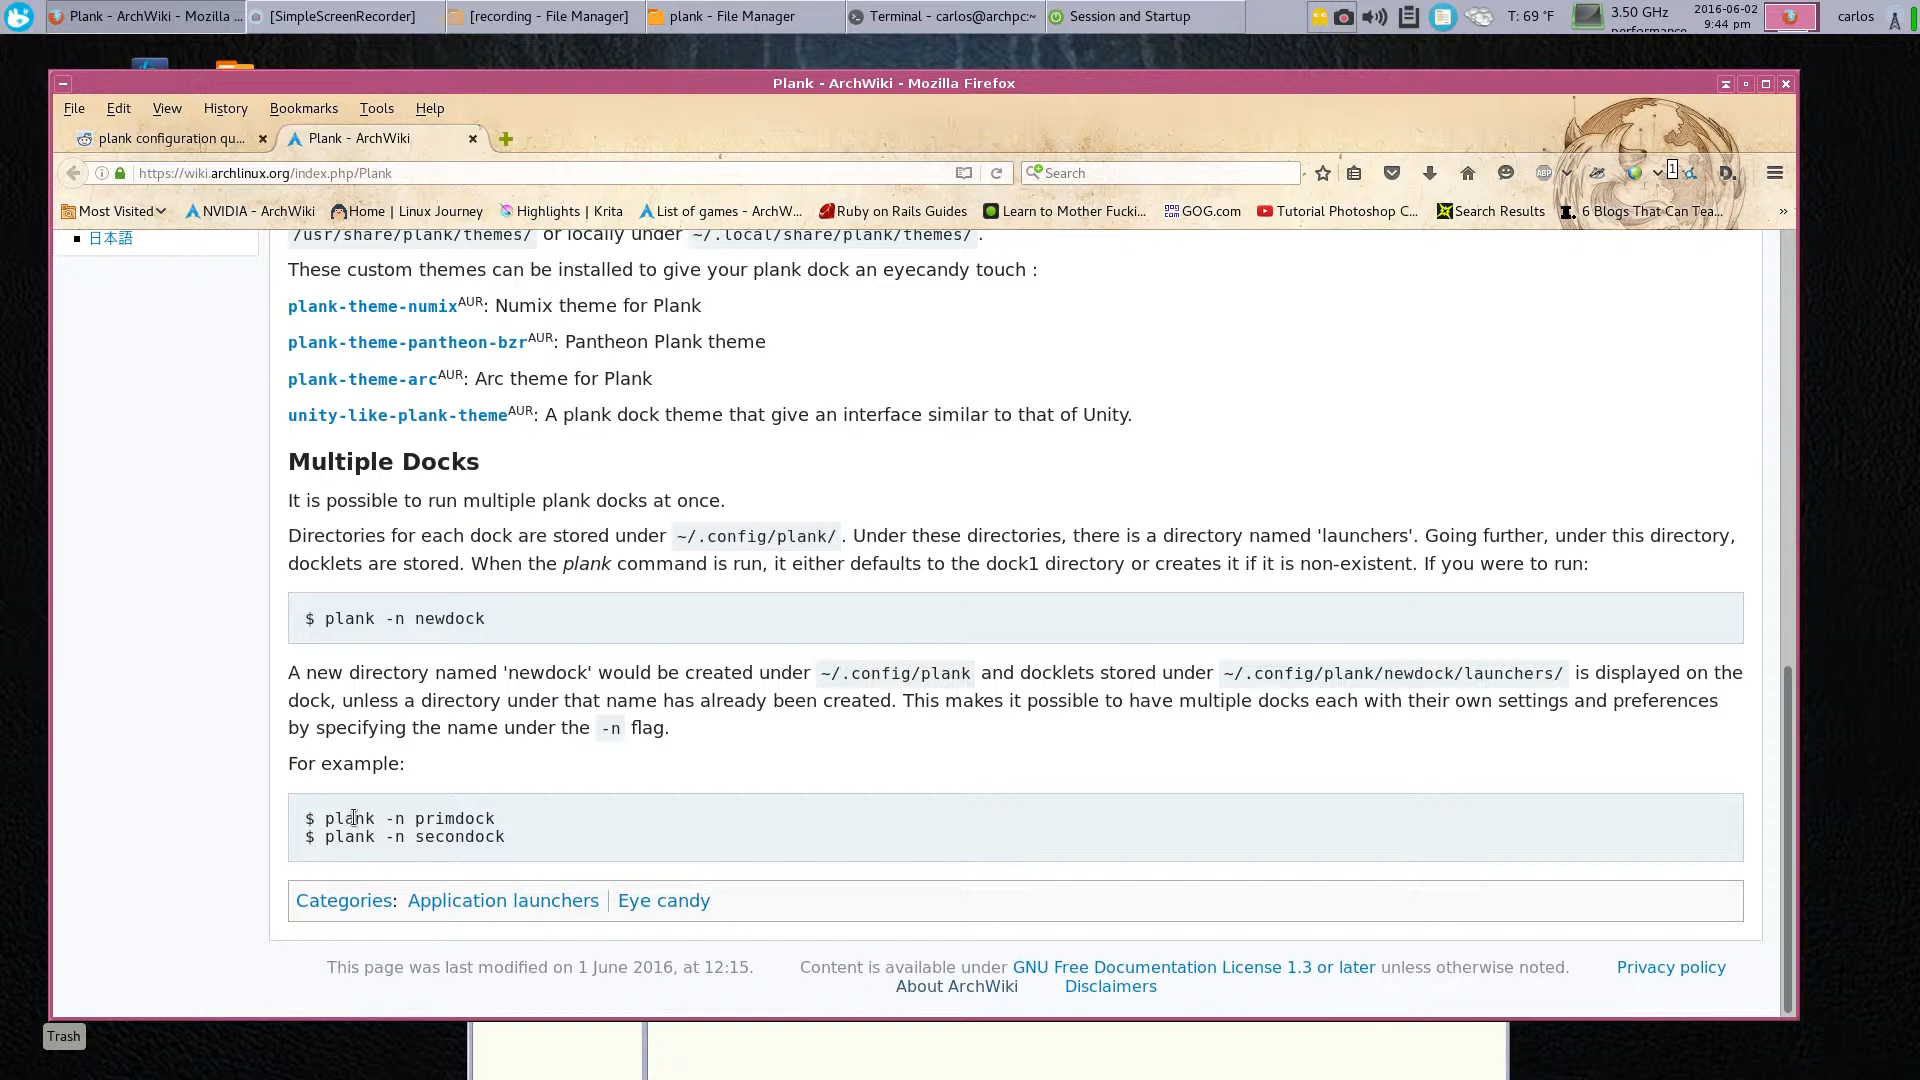 Plank - ArchWiki - Mozilla ...
[SimpleScreenRecorder]
[recording - File Manager]
plank - File Manager
Terminal - carlos@archpc:~
Session and Startup
T: 69 °F
3.50 GHz
performance
2016-06-02
9:44 pm
carlos
Plank - ArchWiki - Mozilla Firefox
File Edit View History Bookmarks Tools Help
plank configuration qu...
Plank - ArchWiki
https://wiki.archlinux.org/index.php/Plank
Search
ABP
1
D.
Most Visited
NVIDIA - ArchWiki
Home | Linux Journey
Highlights | Krita
List of games - ArchW...
Ruby on Rails Guides
Learn to Mother Fucki...
GOG.com
Tutorial Photoshop C...
Search Results
6 Blogs That Can Tea...
»
日本語
/usr/share/plank/themes/ or locally under ~/.local/share/plank/themes/.
These custom themes can be installed to give your plank dock an eyecandy touch :
plank-theme-numixAUR: Numix theme for Plank
plank-theme-pantheon-bzrAUR: Pantheon Plank theme
plank-theme-arcAUR: Arc theme for Plank
unity-like-plank-themeAUR: A plank dock theme that give an interface similar to that of Unity.
Multiple Docks
It is possible to run multiple plank docks at once.
Directories for each dock are stored under ~/.config/plank/. Under these directories, there is a directory named 'launchers'. Going further, under this directory,
docklets are stored. When the plank command is run, it either defaults to the dock1 directory or creates it if it is non-existent. If you were to run:
$ plank -n newdock
A new directory named 'newdock' would be created under ~/.config/plank and docklets stored under ~/.config/plank/newdock/launchers/ is displayed on the
dock, unless a directory under that name has already been created. This makes it possible to have multiple docks each with their own settings and preferences
by specifying the name under the -n flag.
For example:
$ plank -n primdock
$ plank -n secondock
Categories: Application launchers | Eye candy
This page was last modified on 1 June 2016, at 12:15. Content is available under GNU Free Documentation License 1.3 or later unless otherwise noted. Privacy policy
About ArchWiki Disclaimers
Trash